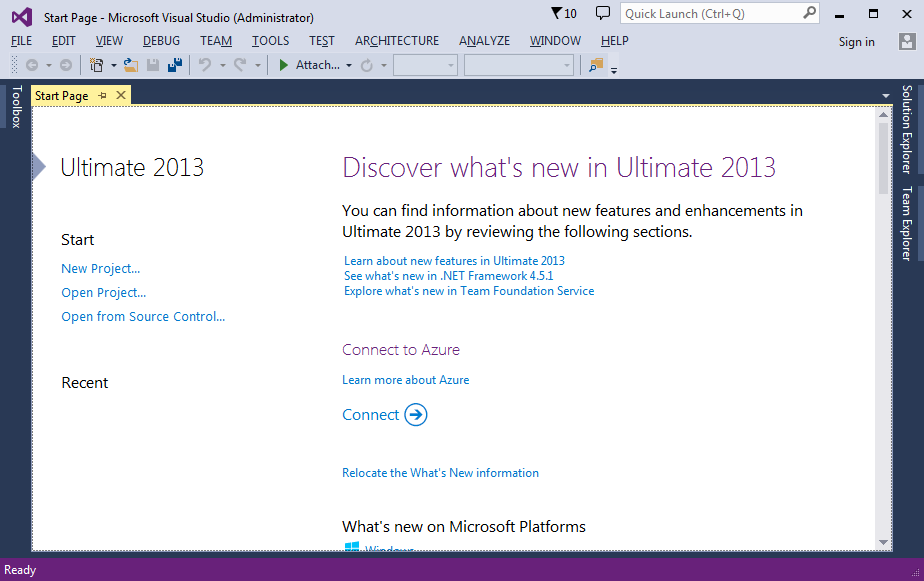 Start Page - Microsoft Visual Studio (Administrator)
10
Quick Launch (Ctrl+Q)
FILE EDIT VIEW DEBUG TEAM TOOLS TEST ARCHITECTURE ANALYZE WINDOW HELP
Sign in
Attach...
Toolbox
Start Page
Solution Explorer
Team Explorer
Ultimate 2013
Start
New Project...
Open Project...
Open from Source Control...
Recent
Discover what's new in Ultimate 2013
You can find information about new features and enhancements in
Ultimate 2013 by reviewing the following sections.
Learn about new features in Ultimate 2013
See what's new in .NET Framework 4.5.1
Explore what's new in Team Foundation Service
Connect to Azure
Learn more about Azure
Connect
Relocate the What's New information
What's new on Microsoft Platforms
Windows
Ready